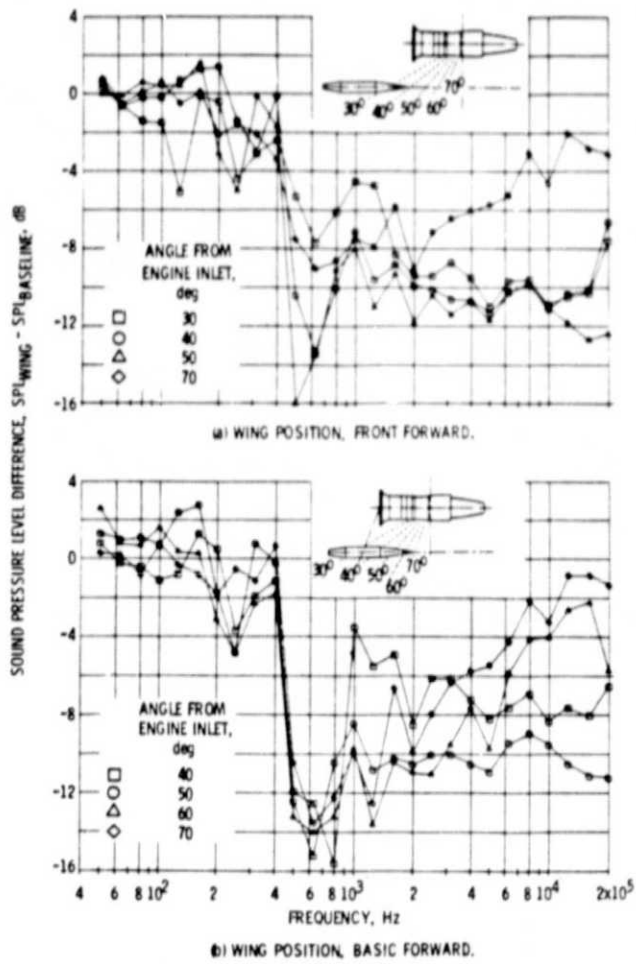 SOUND PRESSURE LEVEL DIFFERENCE, SPL WING - SPL BASELINE, dB
4
0
-4
-8
-12
-16
30° 40° 50° 60° 70°
ANGLE FROM
ENGINE INLET,
deg
30
40
50
70
(a) WING POSITION, FRONT FORWARD.
4
0
-4
-8
-12
-16
30° 40° 50° 60° 70°
ANGLE FROM
ENGINE INLET,
deg
40
50
60
70
4 6 8 10² 2 4 6 8 10³ 2 4 6 8 10⁴ 2x10⁵
FREQUENCY, Hz
(b) WING POSITION, BASIC FORWARD.